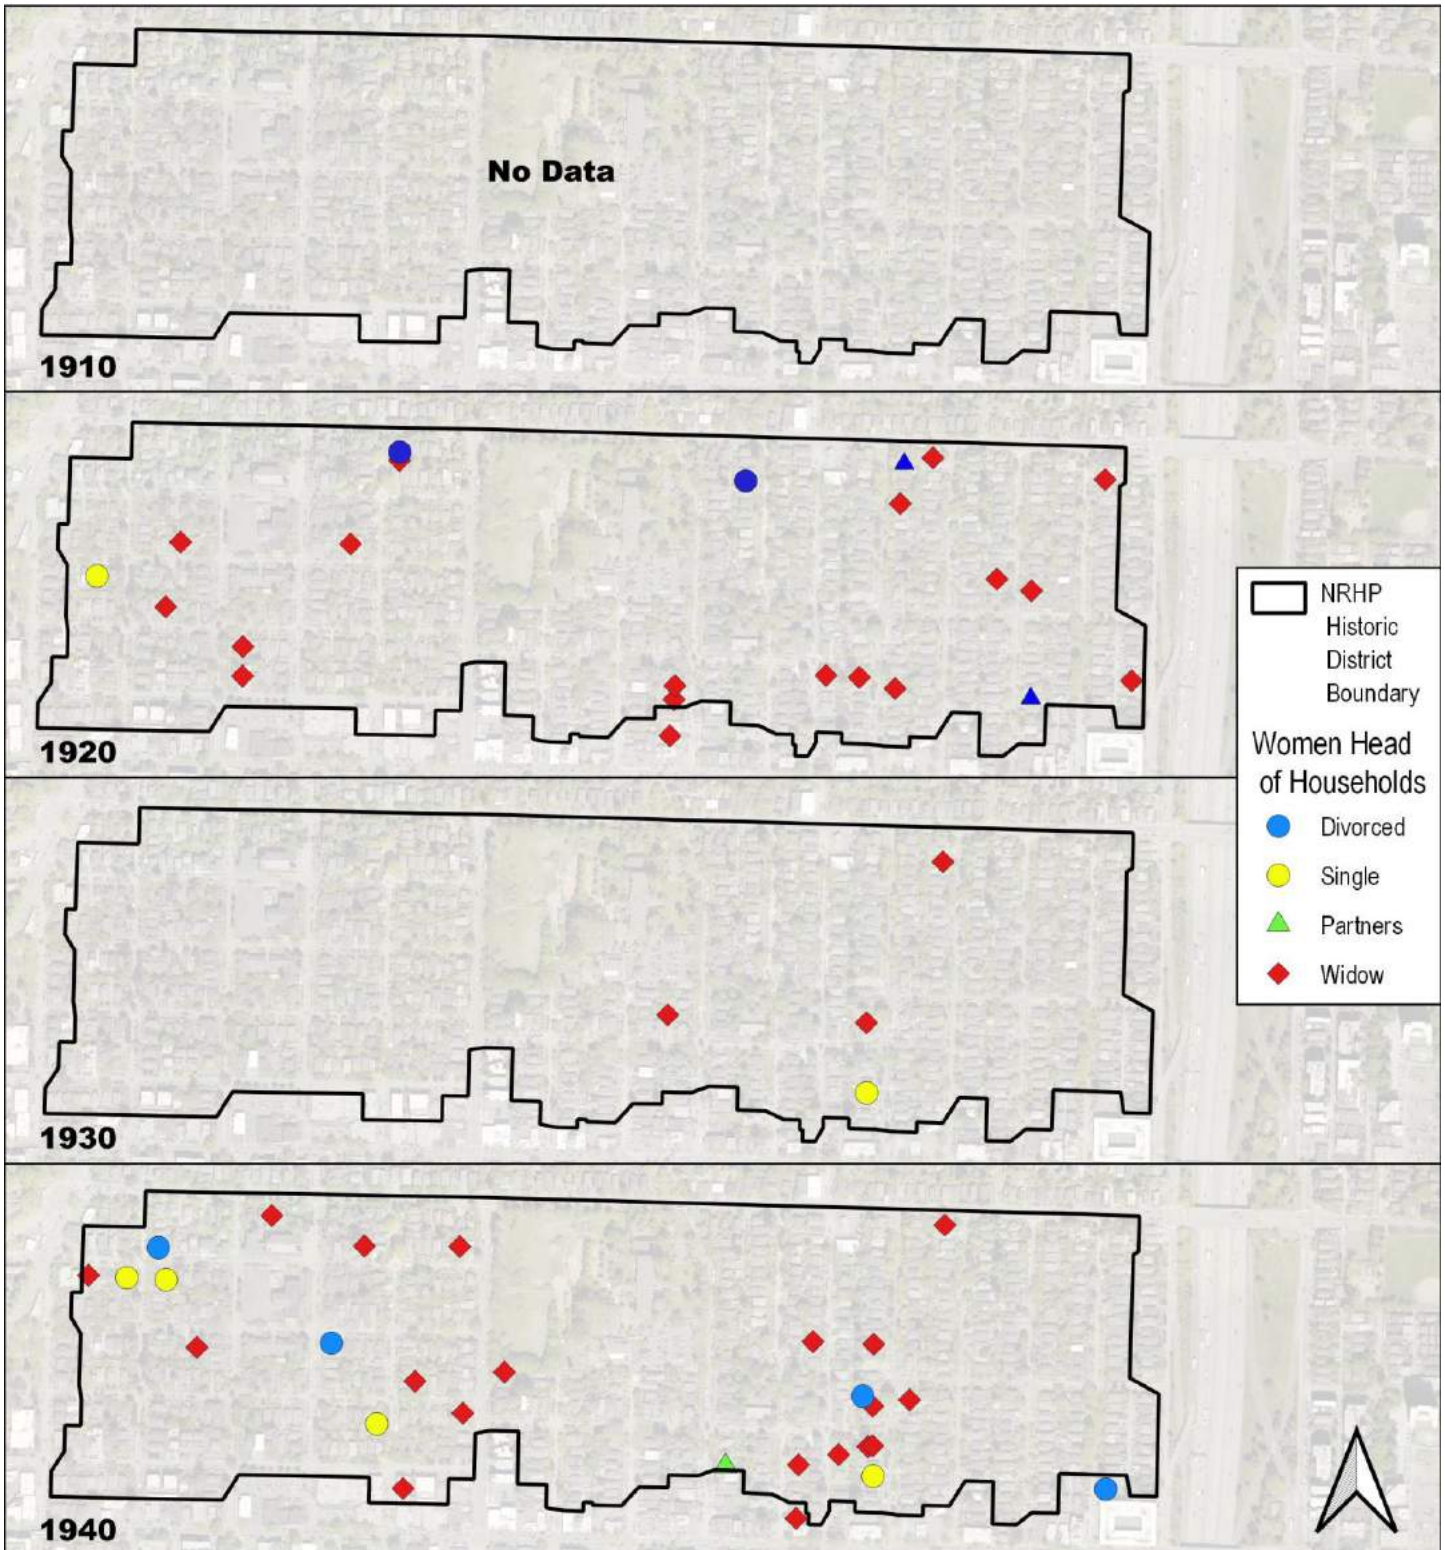 No Data
1910
1920
NRHP
Historic
District
Boundary
Women Head
of Households
Divorced
Single
Partners
Widow
1930
1940